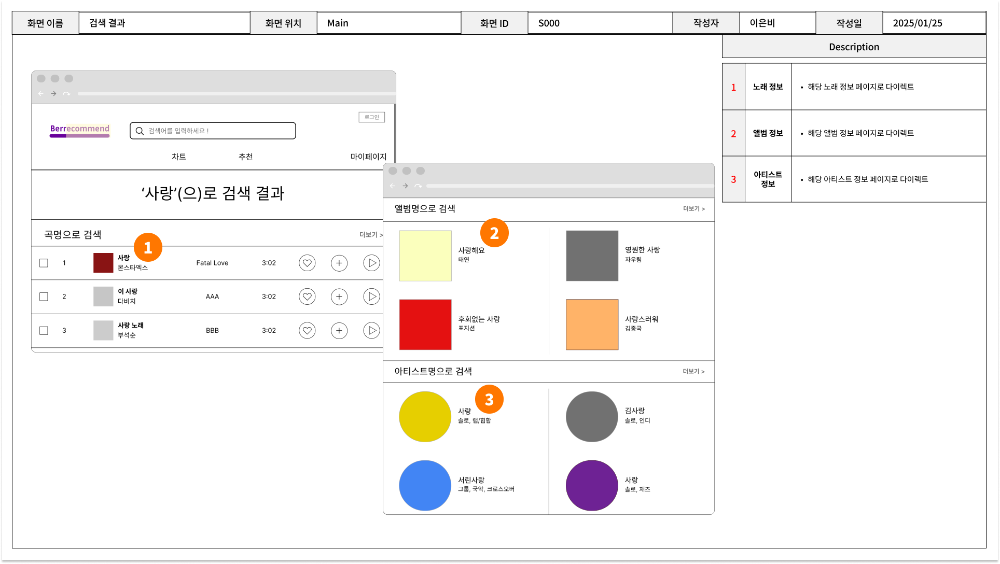 화면 이름 검색 결과 화면 위치 Main 화면 ID S000 작성자 이은비 작성일 2025/01/25
Description
1 노래 정보 • 해당 노래 정보 페이지로 다이렉트
2 앨범 정보 • 해당 앨범 정보 페이지로 다이렉트
3 아티스트 정보 • 해당 아티스트 정보 페이지로 다이렉트
로그인
Berrecommend
검색어를 입력하세요 !
차트 추천 마이페이지
‘사랑’(으)로 검색 결과
곡명으로 검색 더보기 >
1
1 사랑 Fatal Love 3:02
몬스타엑스
2 이 사랑 AAA 3:02
다비치
3 사랑 노래 BBB 3:02
부석순
앨범명으로 검색 더보기 >
2
사랑해요
태연
영원한 사랑
자우림
후회없는 사랑
포지션
사랑스러워
김종국
아티스트명으로 검색 더보기 >
3
사랑
솔로, 랩/힙합
김사랑
솔로, 인디
서린사랑
그룹, 국악, 크로스오버
사랑
솔로, 재즈